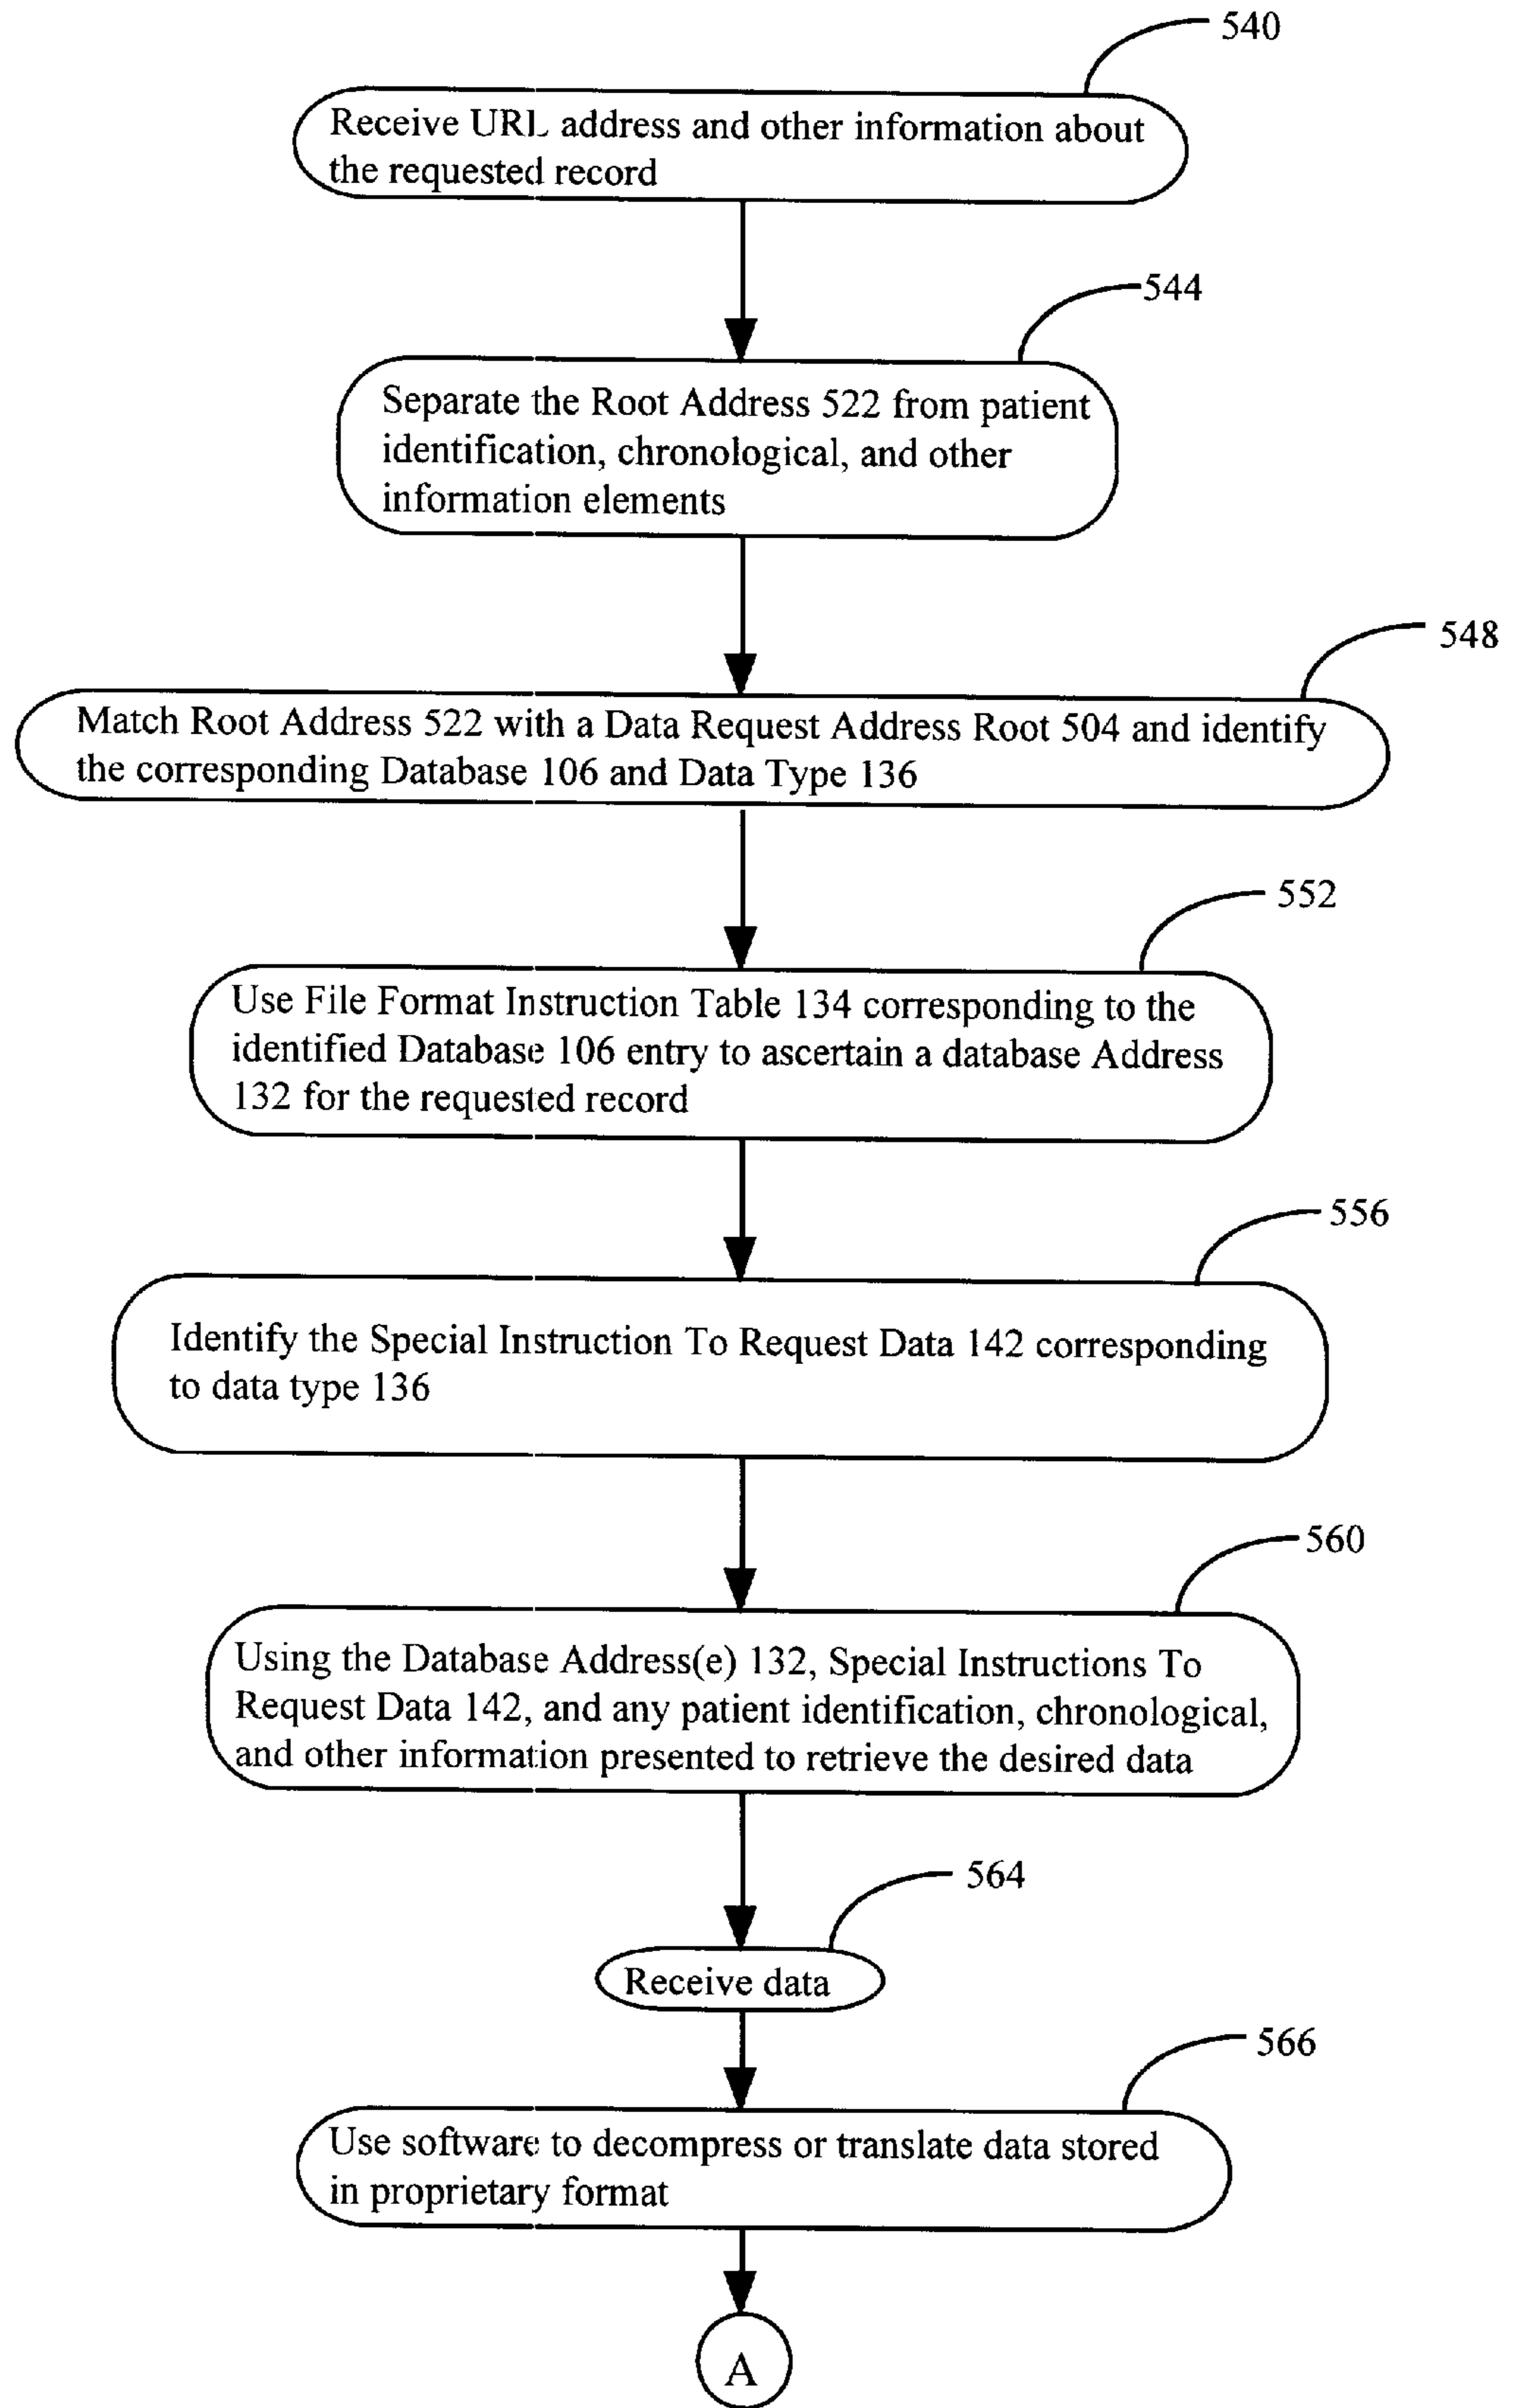 540
Receive URL address and other information about
the requested record
544
Separate the Root Address 522 from patient
identification, chronological, and other
information elements
548
Match Root Address 522 with a Data Request Address Root 504 and identify
the corresponding Database 106 and Data Type 136
552
Use File Format Instruction Table 134 corresponding to the
identified Database 106 entry to ascertain a database Address
132 for the requested record
556
Identify the Special Instruction To Request Data 142 corresponding
to data type 136
560
Using the Database Address(e) 132, Special Instructions To
Request Data 142, and any patient identification, chronological,
and other information presented to retrieve the desired data
564
Receive data
566
Use software to decompress or translate data stored
in proprietary format
A